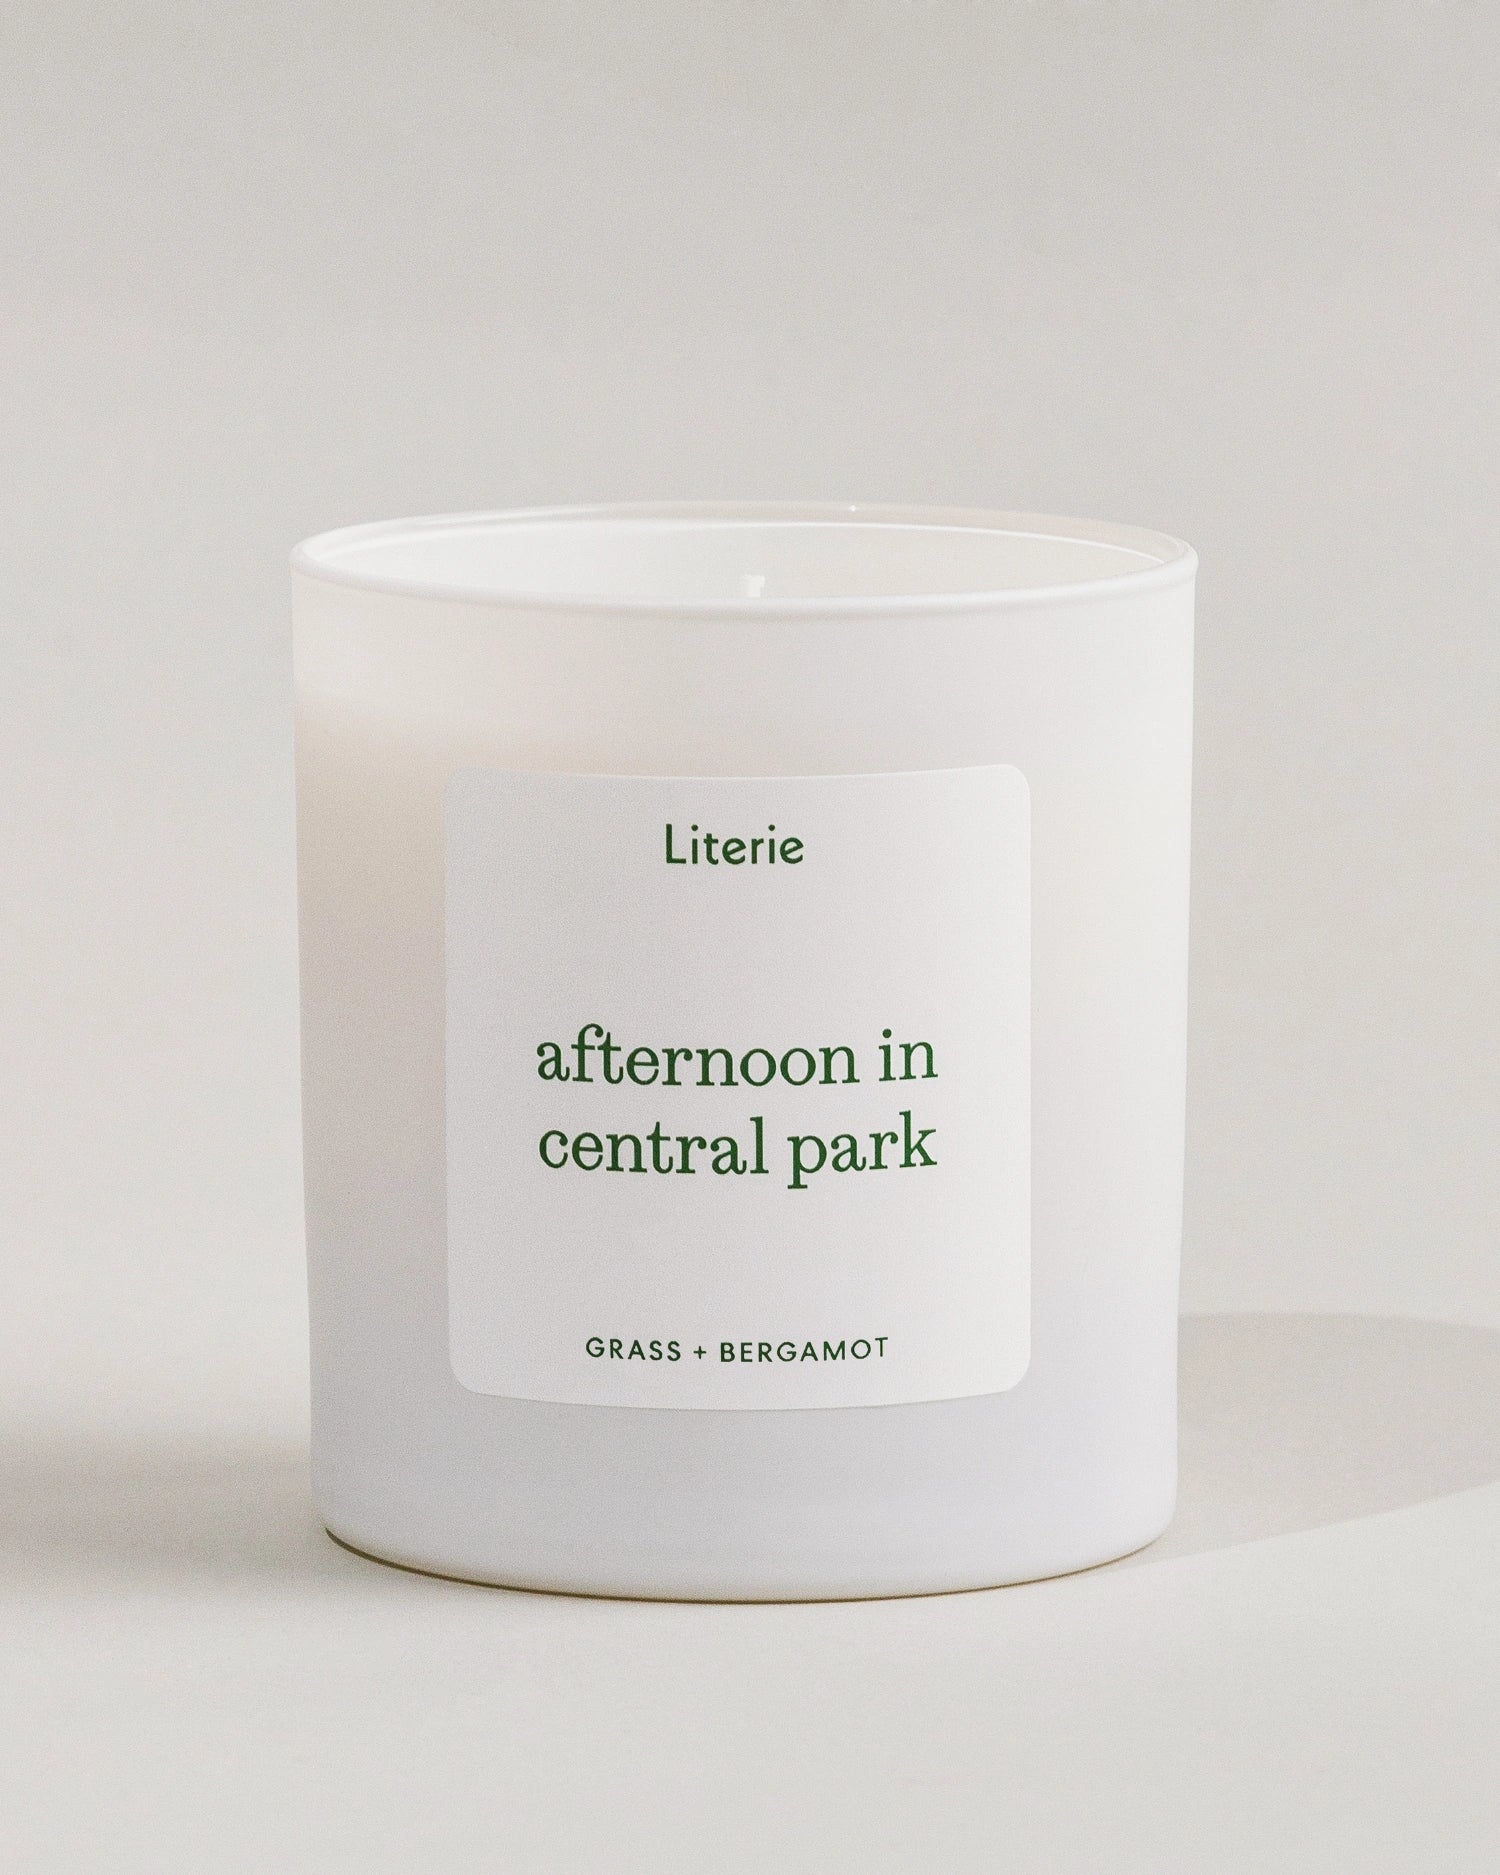 Literie
afternoon in
central park
GRASS + BERGAMOT